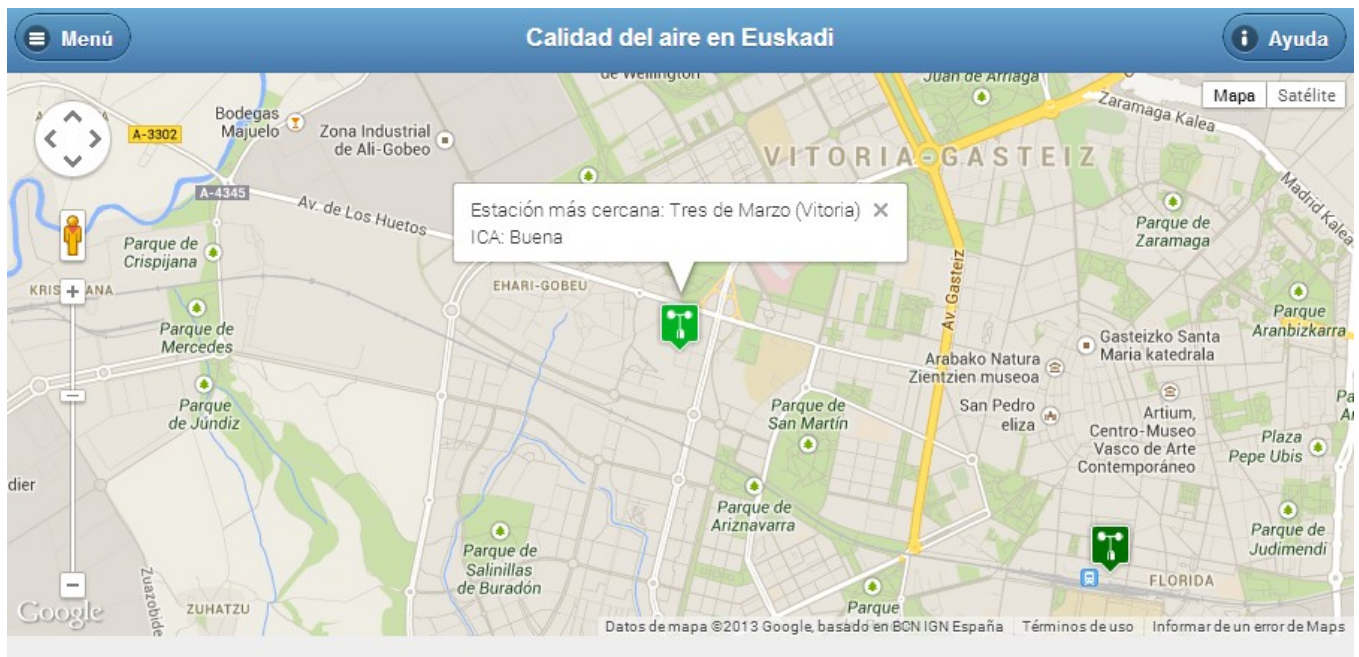 Menú
Calidad del aire en Euskadi
Ayuda
de Wellington
Juan de Arriaga
Mapa
Satélite
Zaramaga Kalea
A-3302
Bodegas
Majuelo
Zona Industrial
de Ali-Gobeo
VITORIA-GASTEIZ
Madrid Kalea
A-4345
Av. de Los Huetos
Estación más cercana: Tres de Marzo (Vitoria)
ICA: Buena
Parque de
Zaramaga
Parque de
Crispijana
Av. Gasteiz
EHARI-GOBEU
Parque
Aranbizkarra
Parque de
Mercedes
Gasteizko Santa
Maria katedrala
Arabako Natura
Zientzien museoa
Parque
de Júndiz
Parque de
San Martín
San Pedro
eliza
Artium,
Centro-Museo
Vasco de Arte
Contemporáneo
Plaza
Pepe Ubis
dier
Parque de
Ariznavarra
Parque de
Judimendi
Parque de
Salinillas
de Buradón
Zuazobide
FLORIDA
Google
ZUHATZU
Parque
Datos de mapa ©2013 Google, basado en BCN IGN España
Términos de uso
Informar de un error de Maps